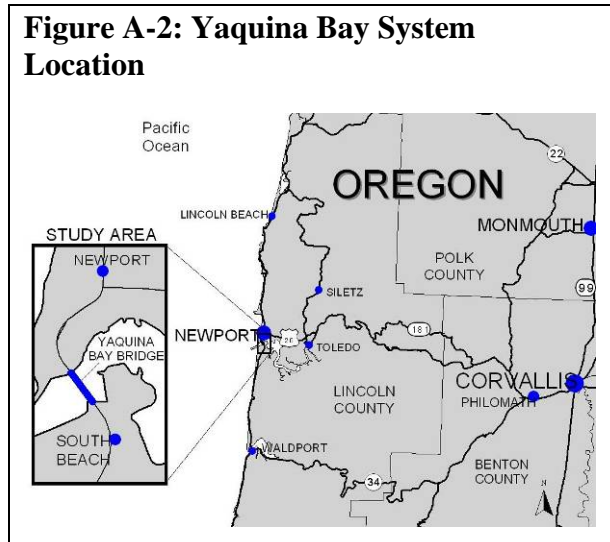 Figure A-2: Yaquina Bay System
Location
Pacific
Ocean
22
OREGON
LINCOLN BEACH
MONMOUTH
STUDY AREA
NEWPORT
POLK
COUNTY
99
SILETZ
YAQUINA
BAY BRIDGE
NEWPORT
26
181
TOLEDO
LINCOLN
COUNTY
CORVALLIS
PHILOMATH
SOUTH
BEACH
WALDPORT
BENTON
COUNTY
34
N